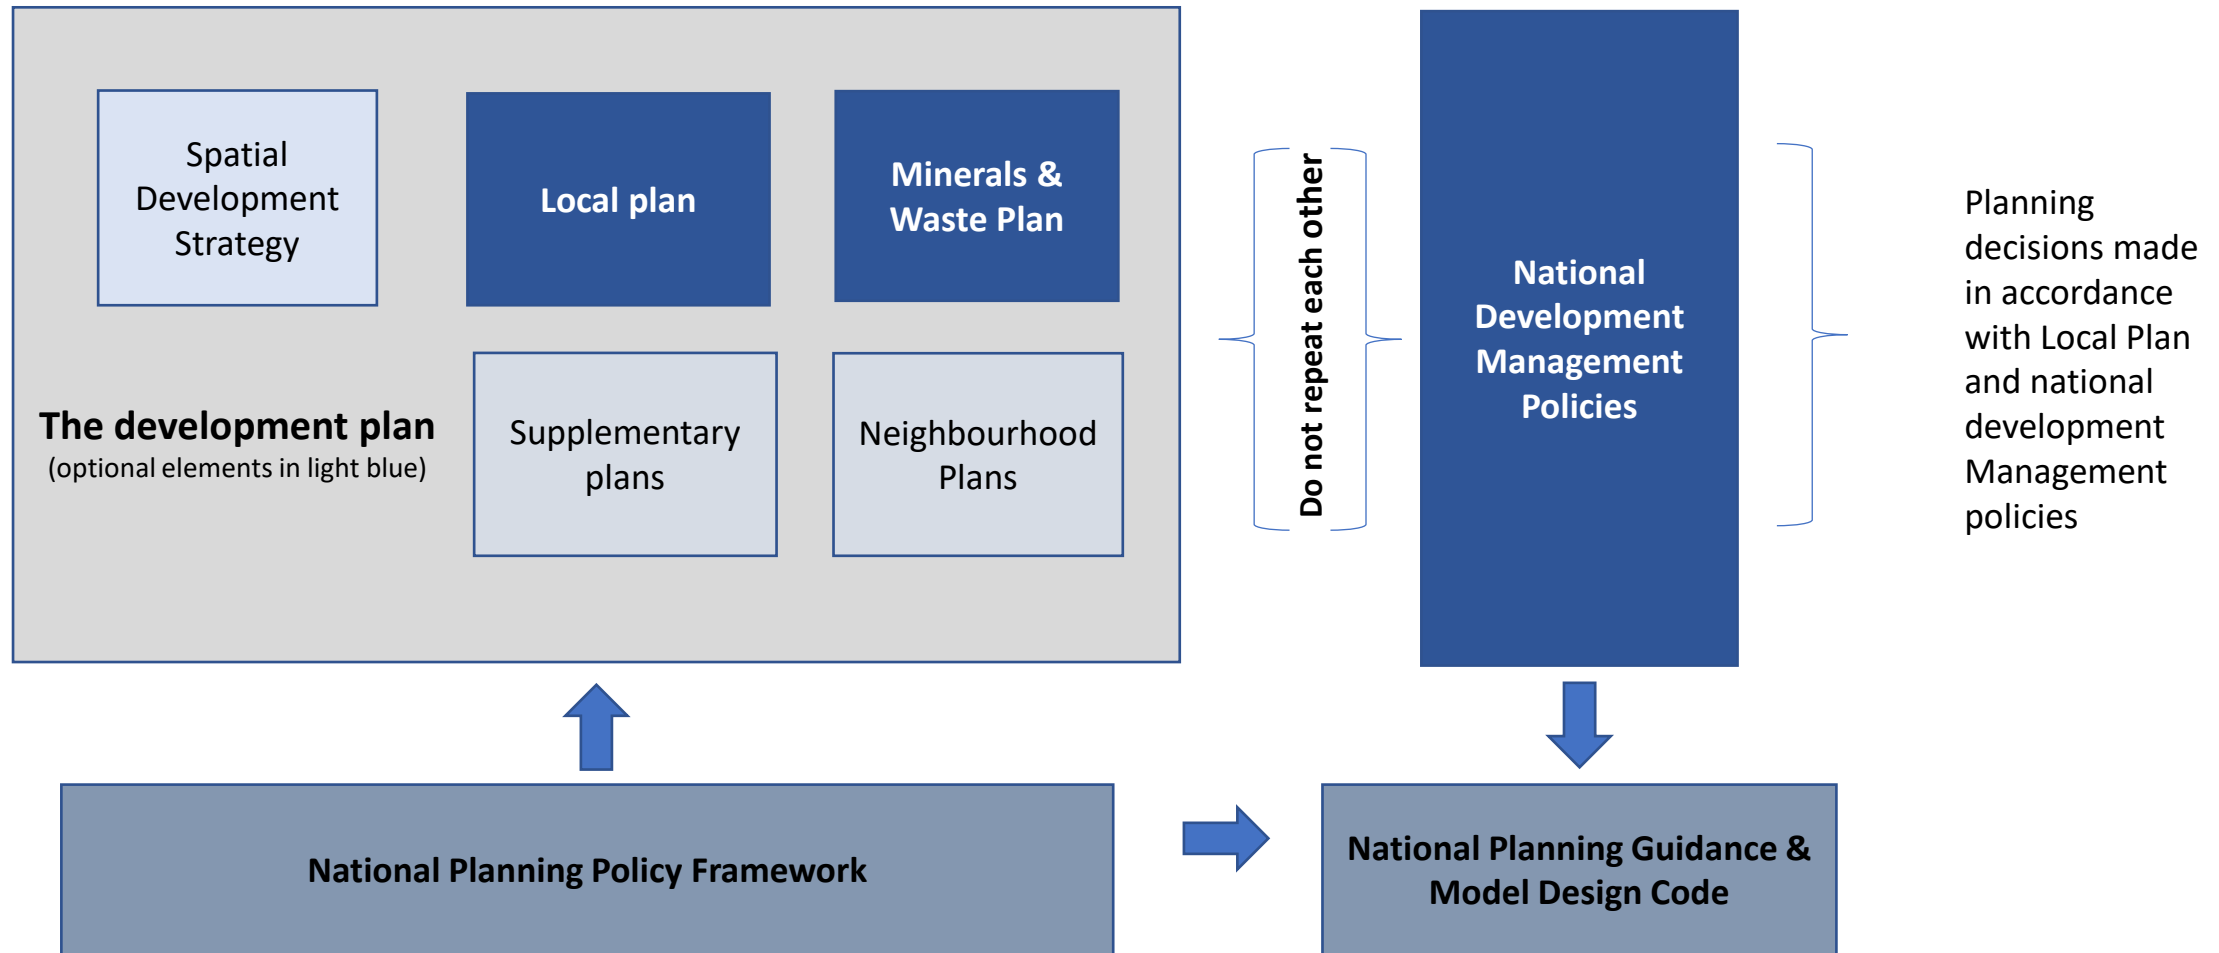 Spatial
Development
Strategy
Local plan
Minerals &
Waste Plan
The development plan
(optional elements in light blue)
Supplementary
plans
Neighbourhood
Plans
Do not repeat each other
National
Development
Management
Policies
Planning
decisions made
in accordance
with Local Plan
and national
development
Management
policies
National Planning Policy Framework
National Planning Guidance &
Model Design Code